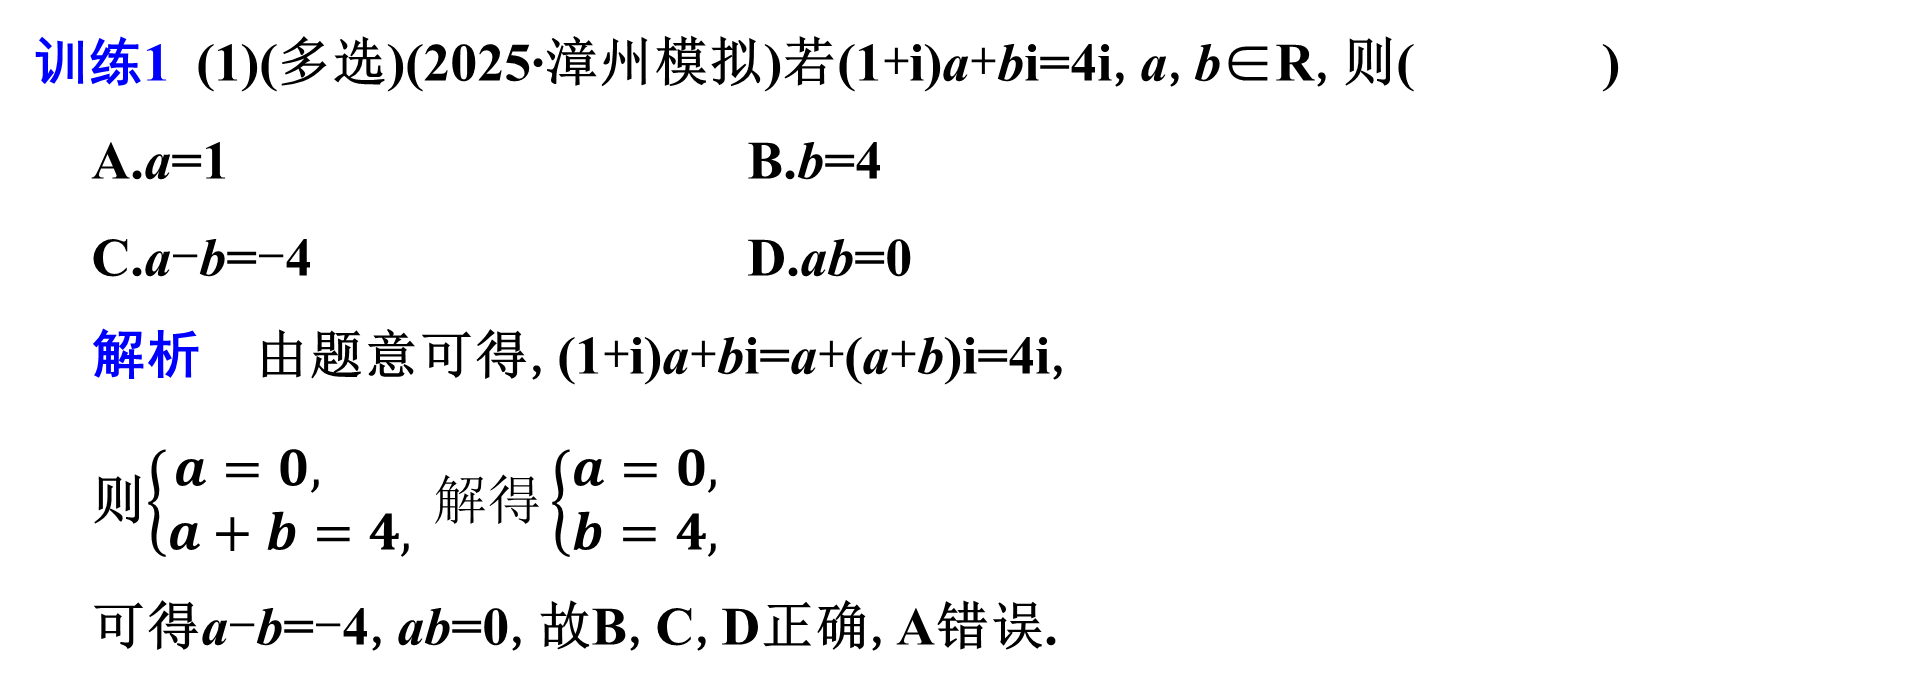 训练1 (1)(多选)(2025·漳州模拟)若(1+i)a+bi=4i, a, b∈R, 则(　　)
A.a=1　B.b=4
C.a−b=−4　D.ab=0
解析　由题意可得, (1+i)a+bi=a+(a+b)i=4i,
则{a = 0, a + b = 4, 解得{a = 0, b = 4,
可得a−b=−4, ab=0, 故B, C, D正确, A错误.